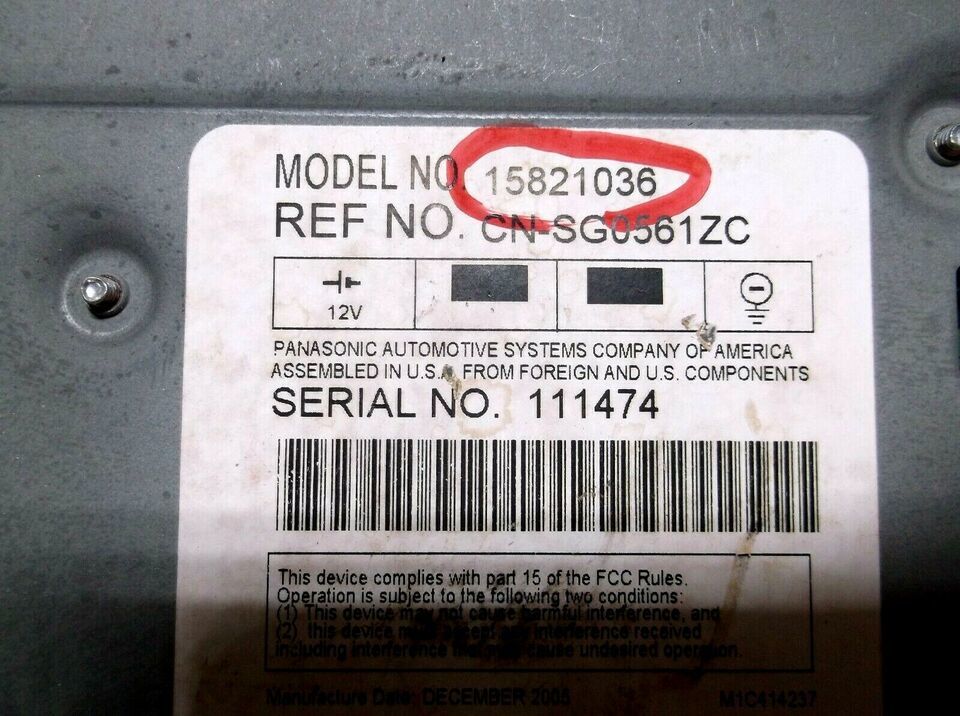 MODEL NO. 15821036
REF NO. CN-SG0561ZC
12V
PANASONIC AUTOMOTIVE SYSTEMS COMPANY OF AMERICA
ASSEMBLED IN U.S.A. FROM FOREIGN AND U.S. COMPONENTS
SERIAL NO. 111474
This device complies with part 15 of the FCC Rules.
Operation is subject to the following two conditions:
(1) This device may not cause harmful interference, and
(2) this device must accept any interference received
including interference that may cause undesired operation.
Manufacture Date: DECEMBER 2005
M1C414237